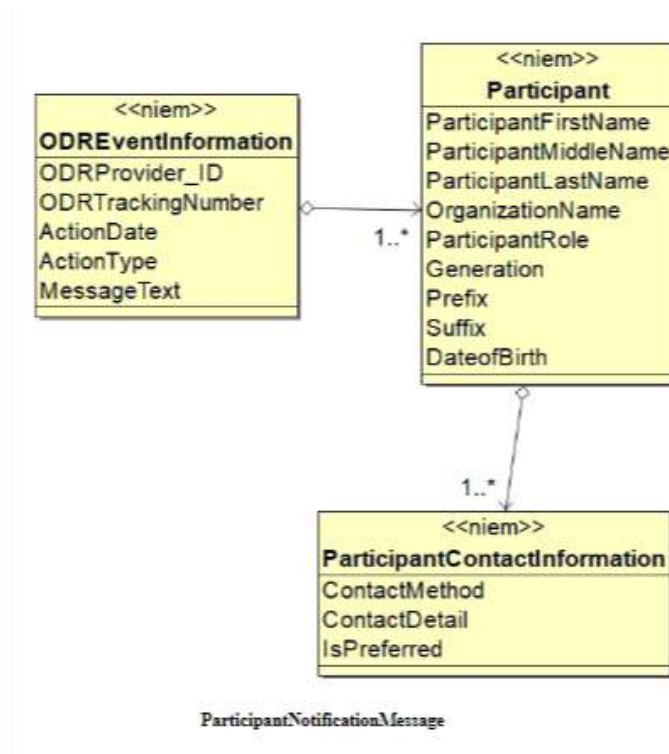 <<niem>>
ODREventInformation
ODRProvider_ID
ODRTrackingNumber
ActionDate
ActionType
MessageText
<<niem>>
Participant
ParticipantFirstName
ParticipantMiddleName
ParticipantLastName
OrganizationName
ParticipantRole
Generation
Prefix
Suffix
DateofBirth
1..*
1..*
<<niem>>
ParticipantContactInformation
ContactMethod
ContactDetail
IsPreferred
ParticipantNotificationMessage